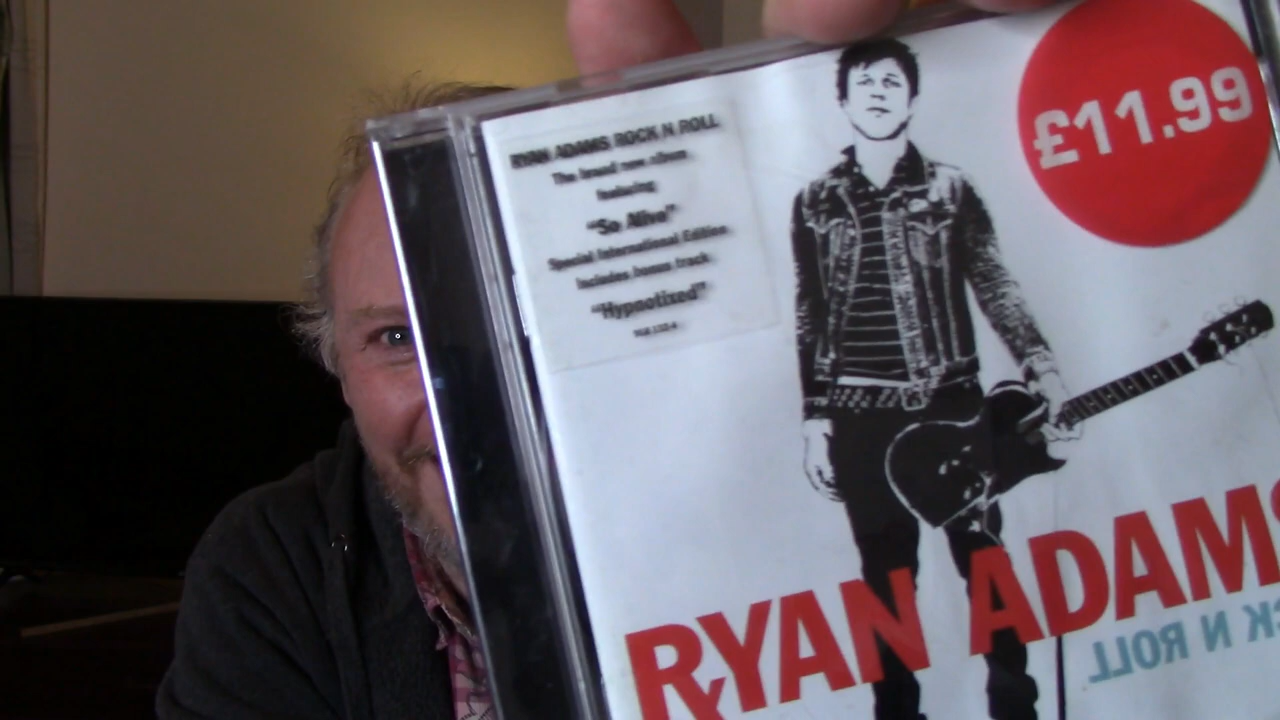 RYAN ADAMS ROCK N ROLL
The brand new album
featuring
"So Alive"
Special International Edition
Includes bonus track
"Hypnotized"
£11.99
RYAN ADAMS
CK N ROLL